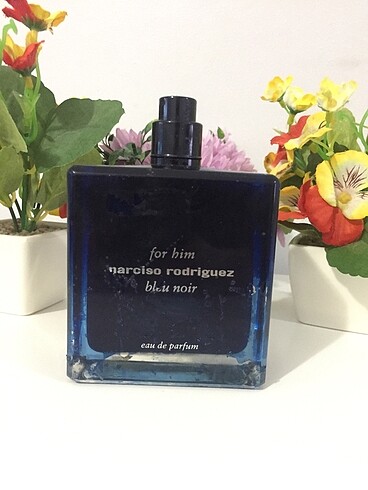 for him
narciso rodriguez
bleu noir
eau de parfum